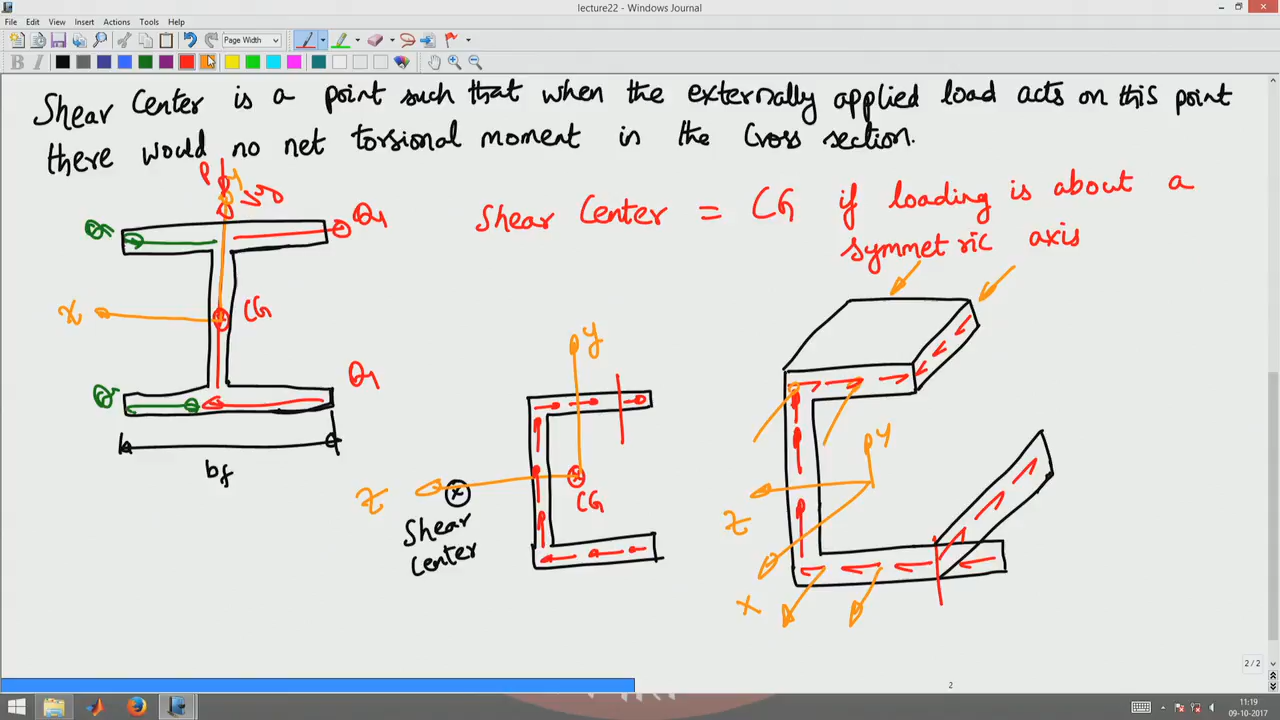 lecture22 - Windows Journal
File Edit View Insert Actions Tools Help
Page Width
B I
Shear Center is a point such that when the externally applied load acts on this point
there would no net torsional moment in the cross section.
P y
Q1
Shear Center = CG if loading is about a
symmetric axis
x
CG
Q1
bf
y
z
CG
Shear
Center
y
z
x
2/2
2
11:19
09-10-2017